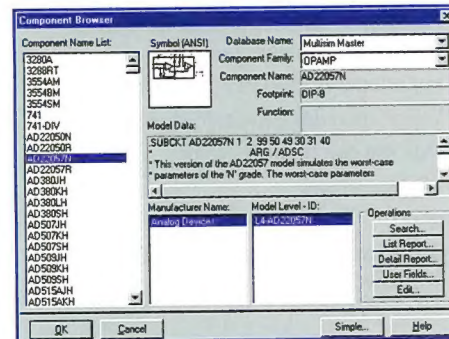 Component Browser
Component Name List:
3280A
3288RT
3554AM
3554BM
3554SM
741
741-DIV
AD22050N
AD22050R
AD22057N
AD22057R
AD380JH
AD380KH
AD380LH
AD380SH
AD507JH
AD507KH
AD507SH
AD509JH
AD509KH
AD509SH
AD515AJH
AD515AKH
Symbol (ANSI)
Database Name: Multisim Master
Component Family: OPAMP
Component Name: AD22057N
Footprint: DIP-8
Function:
Model Data:
.SUBCKT AD22057N 1 2 99 50 49 30 31 40
* ARG / ADSC
* This version of the AD22057 model simulates the worst-case
* parameters of the 'N' grade. The worst-case parameters
Manufacturer Name:
Analog Devices
Model Level - ID:
L4-AD22057N
Operations
Search...
List Report...
Detail Report...
User Fields...
Edit...
OK
Cancel
Simple...
Help